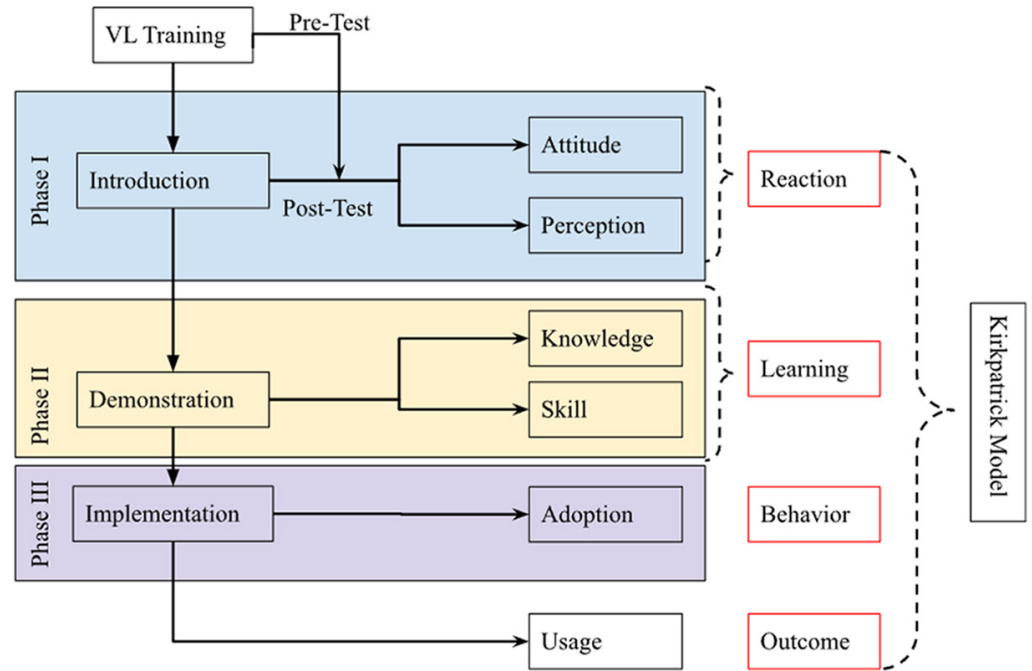 VL Training
Pre-Test
Phase I
Introduction
Post-Test
Attitude
Perception
Reaction
Phase II
Demonstration
Knowledge
Skill
Learning
Phase III
Implementation
Adoption
Behavior
Usage
Outcome
Kirkpatrick Model